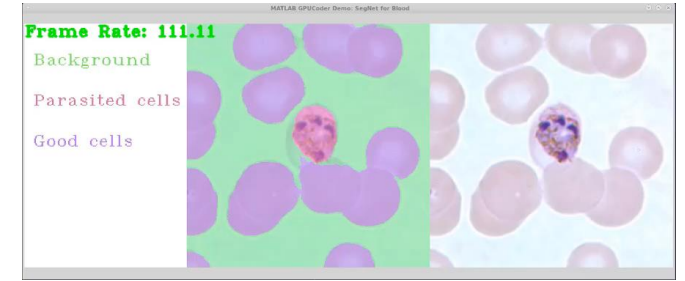 MATLAB GPUCoder Demo: SegNet for Blood
Frame Rate: 111.11
Background
Parasited cells
Good cells